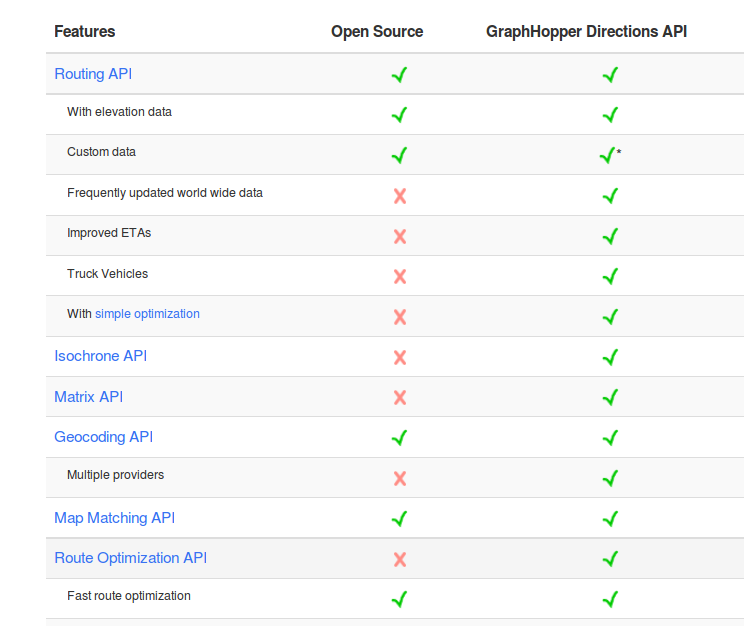 Features Open Source GraphHopper Directions API
Routing API ✓ ✓
With elevation data ✓ ✓
Custom data ✓ ✓*
Frequently updated world wide data ✗ ✓
Improved ETAs ✗ ✓
Truck Vehicles ✗ ✓
With simple optimization ✗ ✓
Isochrone API ✗ ✓
Matrix API ✗ ✓
Geocoding API ✓ ✓
Multiple providers ✗ ✓
Map Matching API ✓ ✓
Route Optimization API ✗ ✓
Fast route optimization ✓ ✓